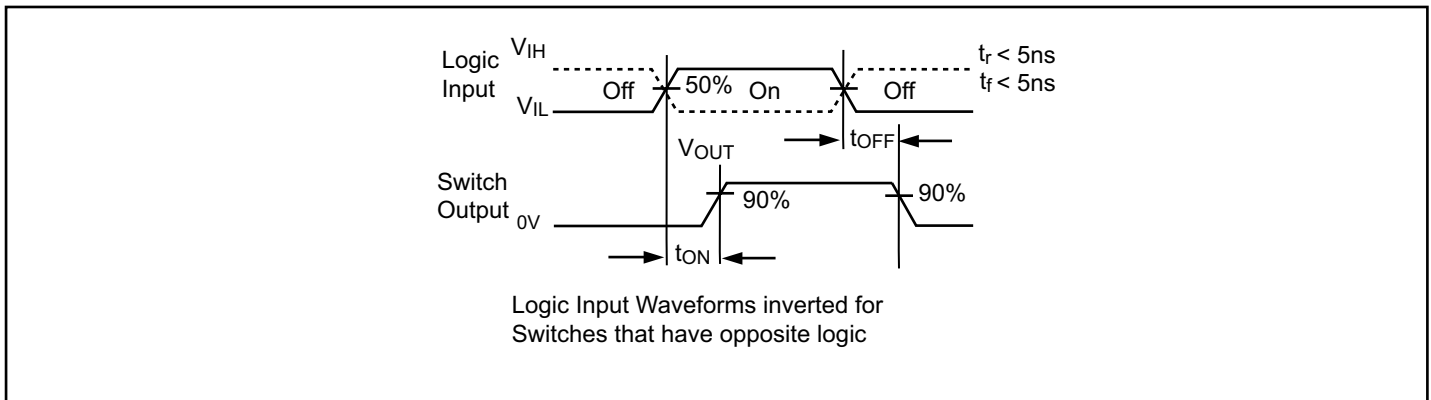 Logic
Input
VIH
VIL
Off
50%
On
Off
tr < 5ns
tf < 5ns
tOFF
VOUT
Switch
Output
0V
90%
90%
tON
Logic Input Waveforms inverted for
Switches that have opposite logic